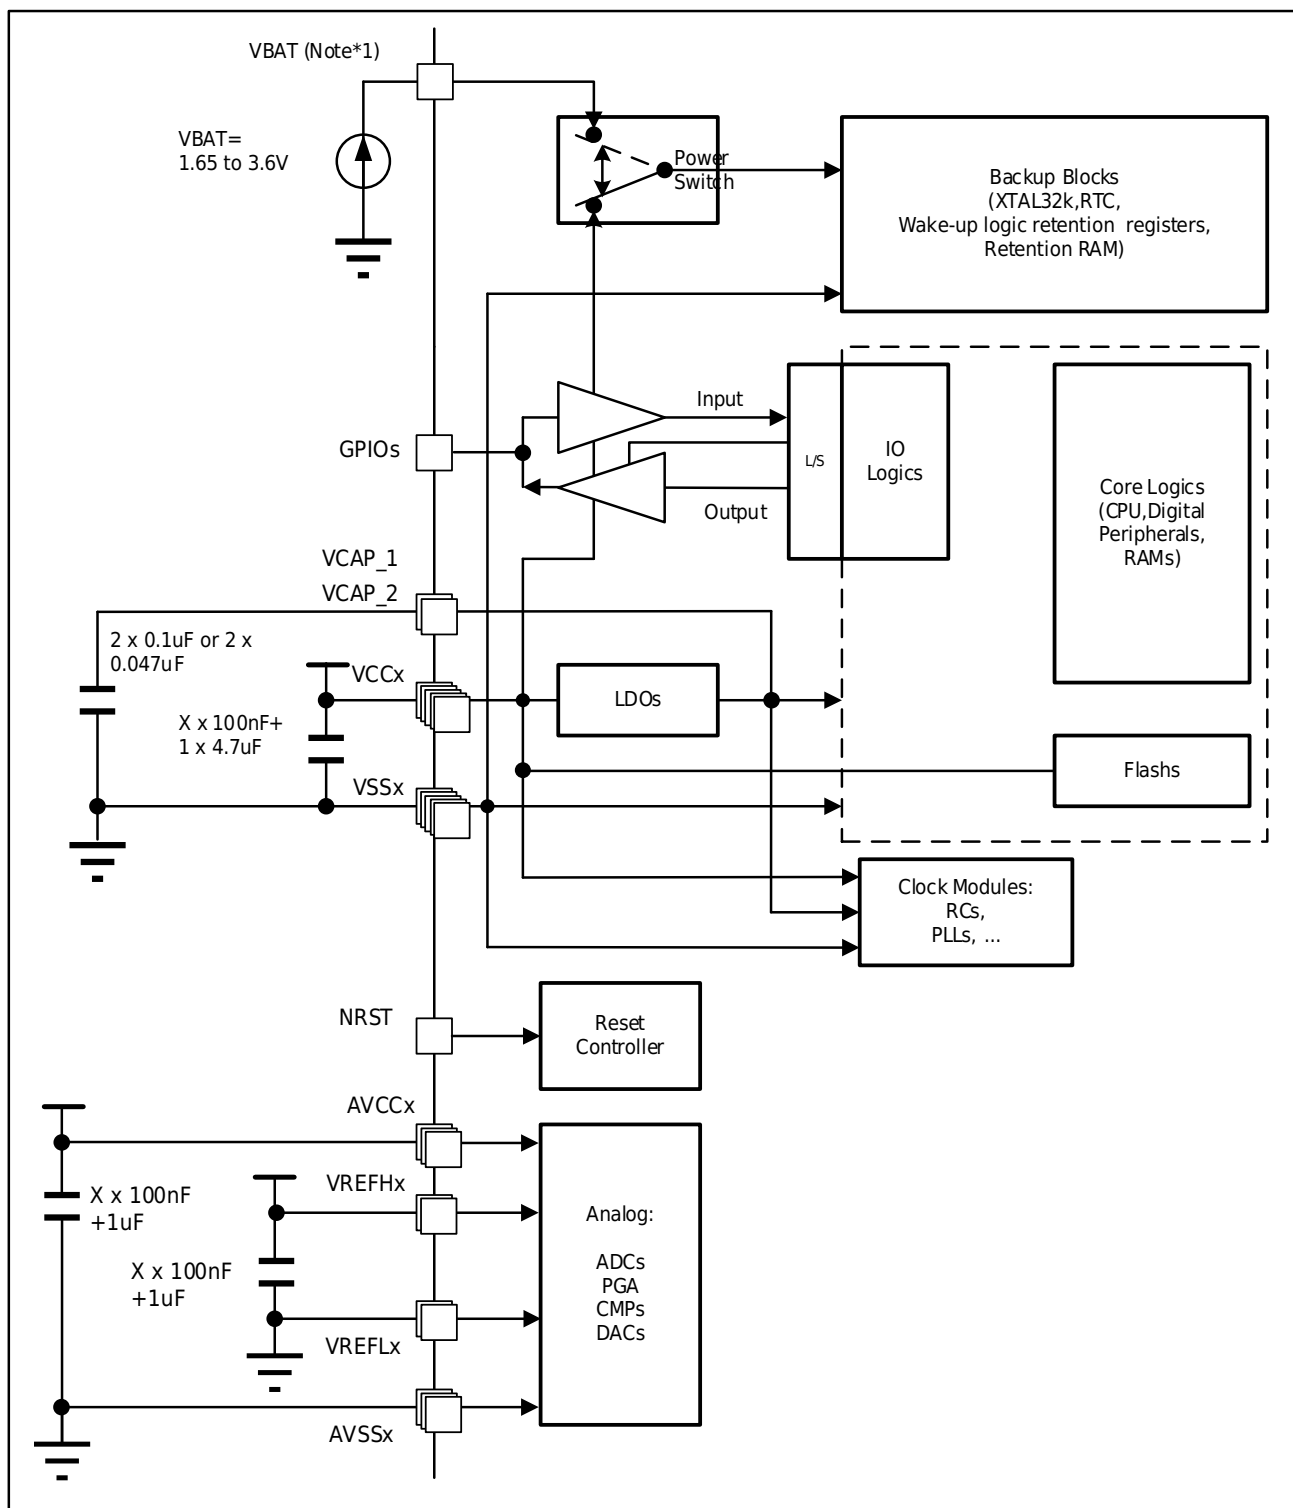 VBAT (Note*1)
VBAT=
1.65 to 3.6V
Power
Switch
Backup Blocks
(XTAL32k,RTC,
Wake-up logic retention registers,
Retention RAM)
GPIOs
Input
Output
L/S
IO
Logics
Core Logics
(CPU,Digital
Peripherals,
RAMs)
VCAP_1
VCAP_2
2 x 0.1uF or 2 x
0.047uF
VCCx
X x 100nF+
1 x 4.7uF
LDOs
VSSx
Flashs
Clock Modules:
RCs,
PLLs, ...
NRST
Reset
Controller
AVCCx
X x 100nF
+1uF
VREFHx
X x 100nF
+1uF
VREFLx
AVSSx
Analog:
ADCs
PGA
CMPs
DACs